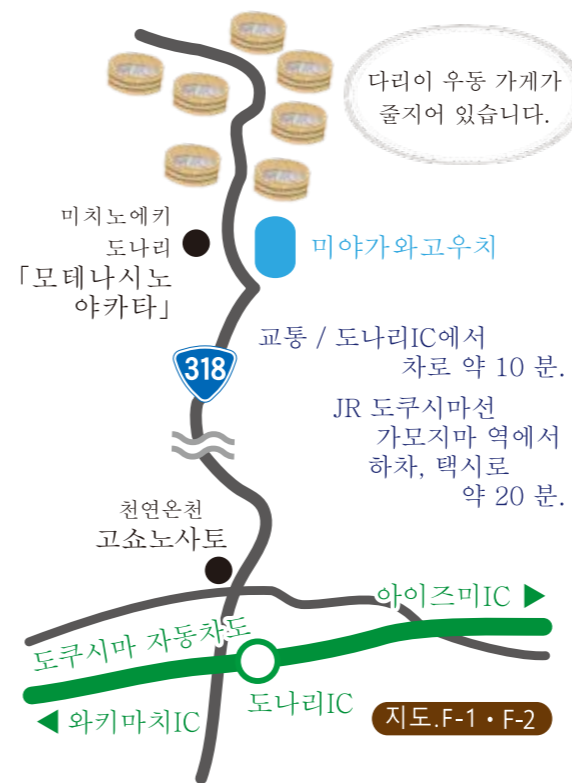 다리이 우동 가게가
줄지어 있습니다.
미치노에키
도나리
「모테나시노
야카타」
미야가와고우치
교통 / 도나리IC에서
차로 약 10 분.
318
JR 도쿠시마선
가모지마 역에서
하차, 택시로
약 20 분.
천연온천
고쇼노사토
아이즈미IC ▶
도쿠시마 자동차도
도나리IC
◀ 와키마치IC
지도.F-1・F-2